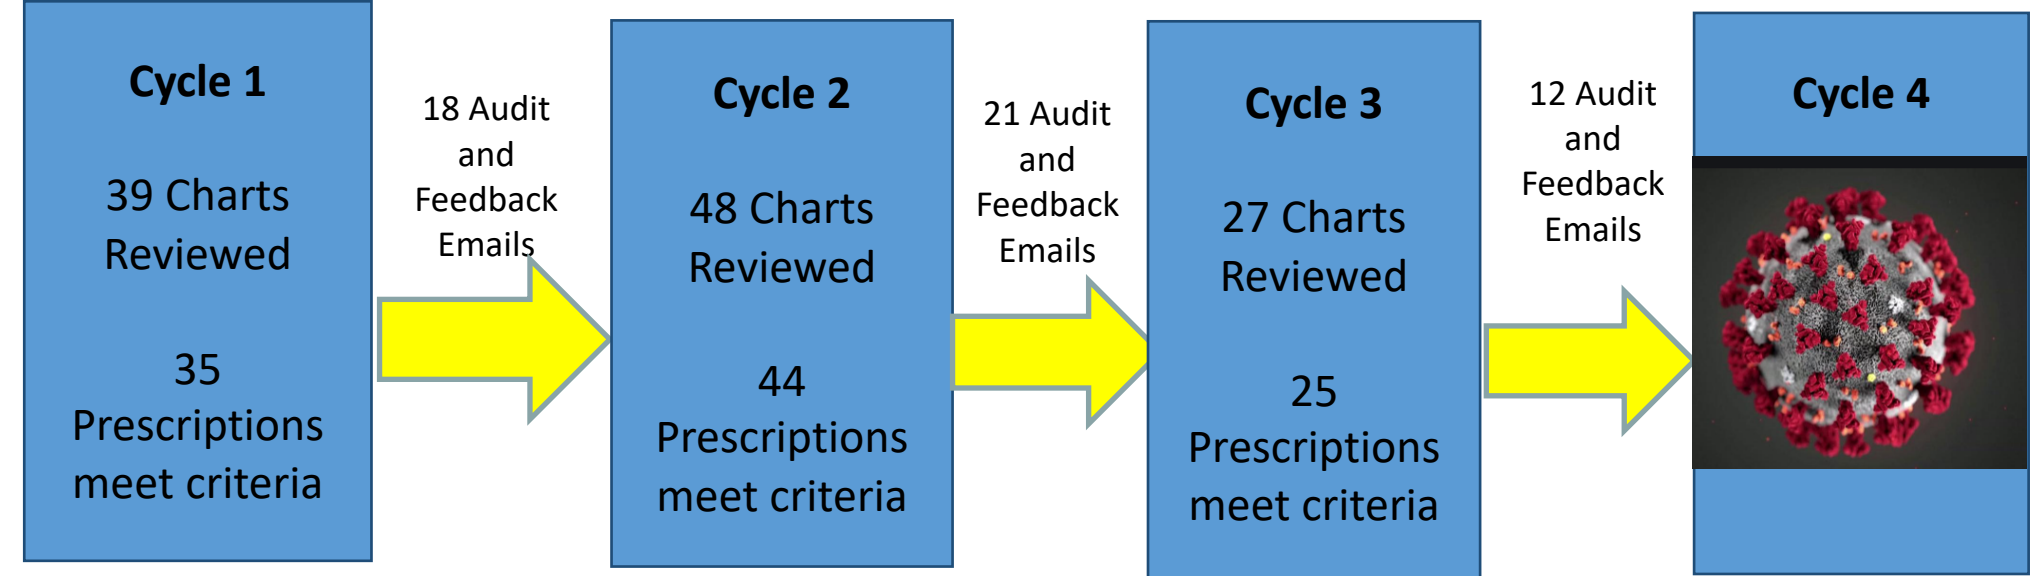 Cycle 1
39 Charts
Reviewed
35
Prescriptions
meet criteria
18 Audit
and
Feedback
Emails
Cycle 2
48 Charts
Reviewed
44
Prescriptions
meet criteria
21 Audit
and
Feedback
Emails
Cycle 3
27 Charts
Reviewed
25
Prescriptions
meet criteria
12 Audit
and
Feedback
Emails
Cycle 4